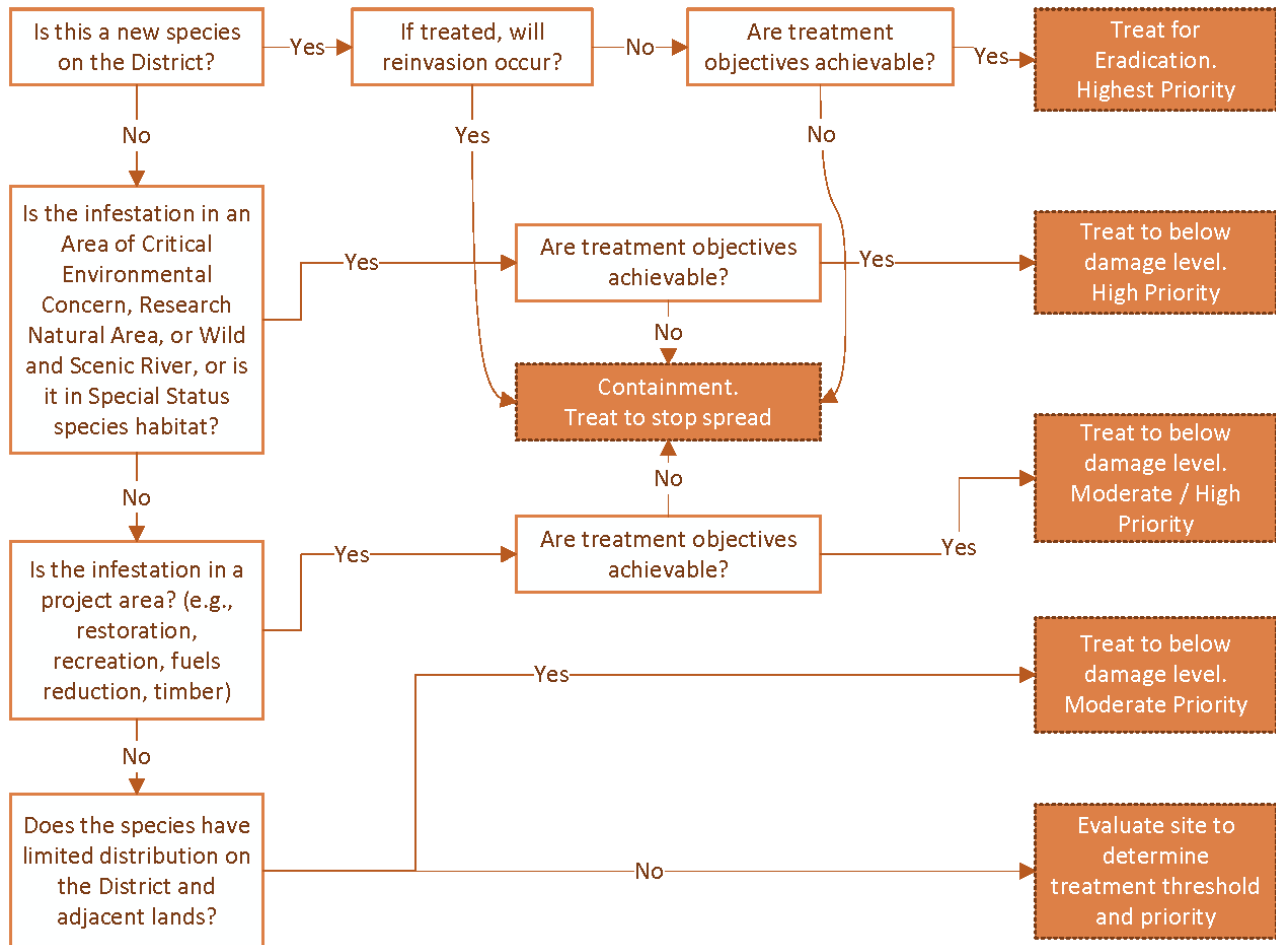 Is this a new species
on the District?
Yes
If treated, will
reinvasion occur?
No
Are treatment
objectives achievable?
Yes
Treat for
Eradication.
Highest Priority
No
Yes
No
Is the infestation in an
Area of Critical
Environmental
Concern, Research
Natural Area, or Wild
and Scenic River, or is
it in Special Status
species habitat?
Yes
Are treatment objectives
achievable?
Yes
Treat to below
damage level.
High Priority
No
Containment.
Treat to stop spread
No
No
Is the infestation in a
project area? (e.g.,
restoration,
recreation, fuels
reduction, timber)
Yes
Are treatment objectives
achievable?
Yes
Treat to below
damage level.
Moderate / High
Priority
No
Yes
Treat to below
damage level.
Moderate Priority
Does the species have
limited distribution on
the District and
adjacent lands?
No
Evaluate site to
determine
treatment threshold
and priority